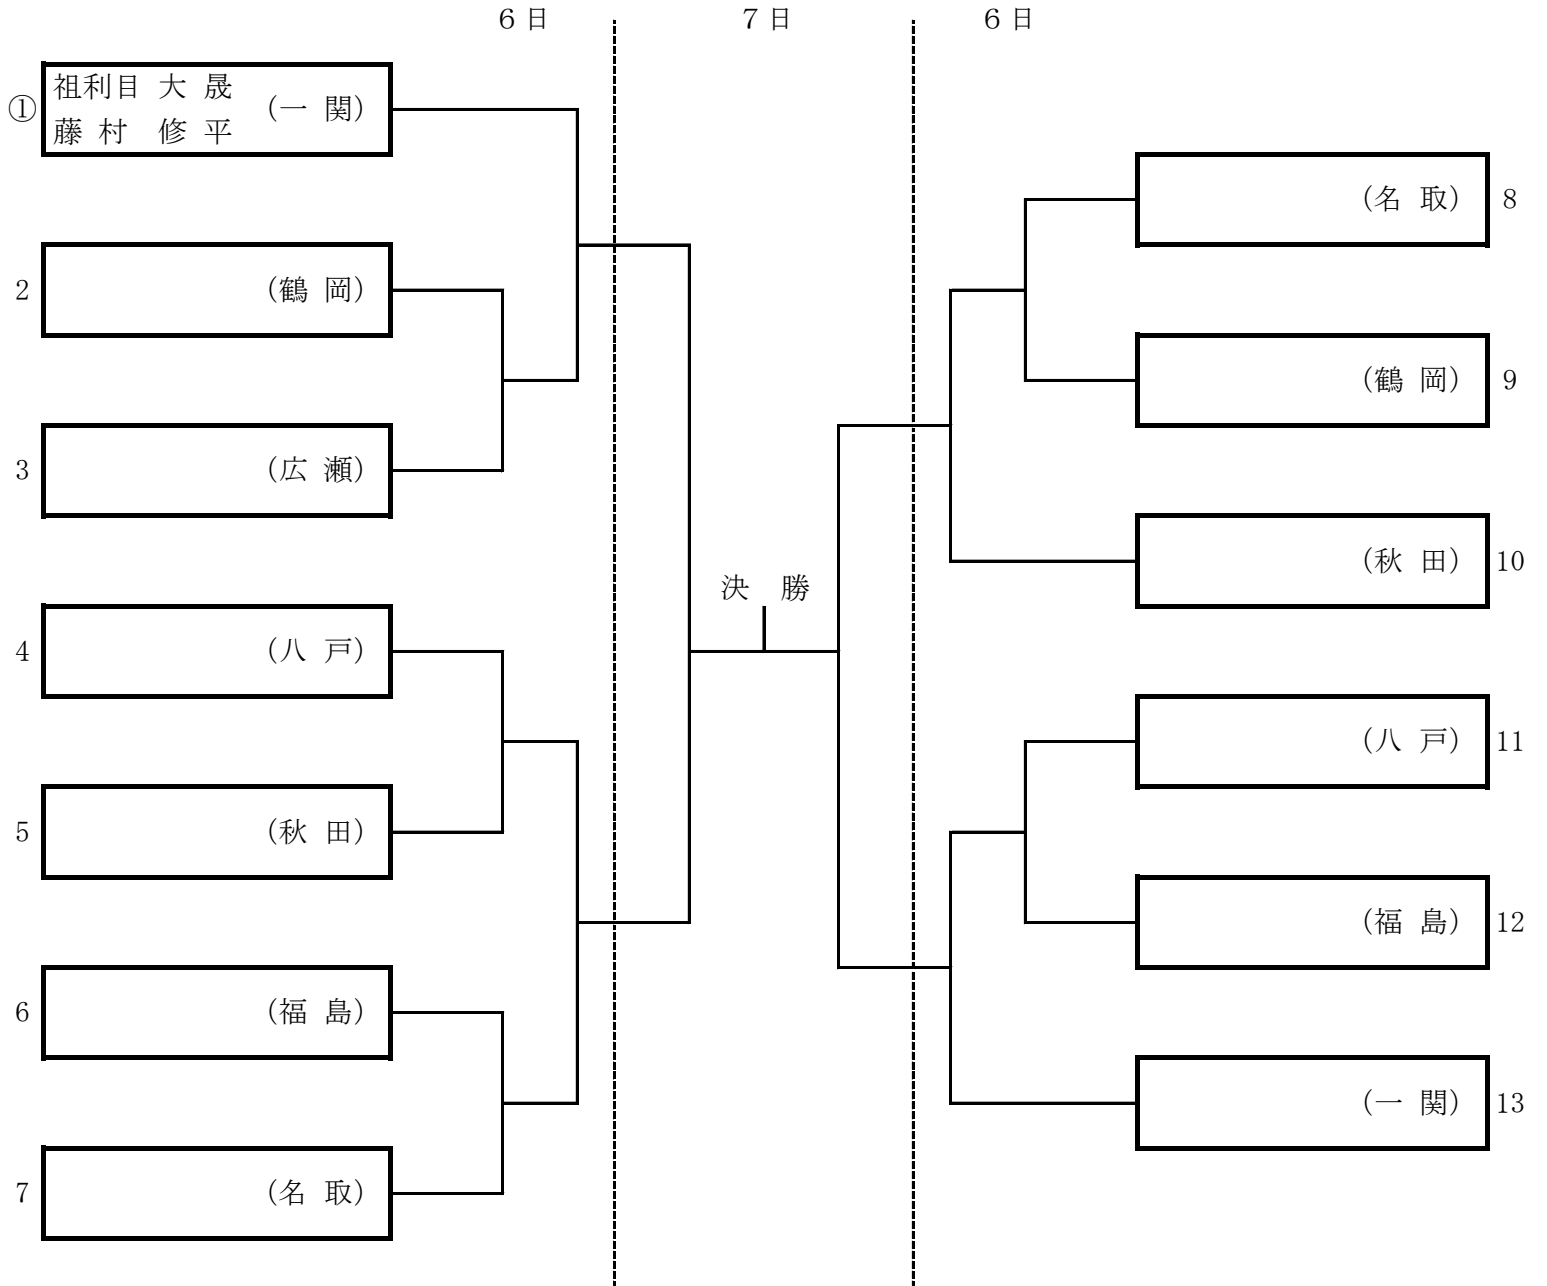 ６日
７日
６日
①
祖利目 大 晟
藤 村 修 平
(一 関)
2
(鶴 岡)
3
(広 瀬)
4
(八 戸)
5
(秋 田)
6
(福 島)
7
(名 取)
決 勝
(名 取)
8
(鶴 岡)
9
(秋 田)
10
(八 戸)
11
(福 島)
12
(一 関)
13